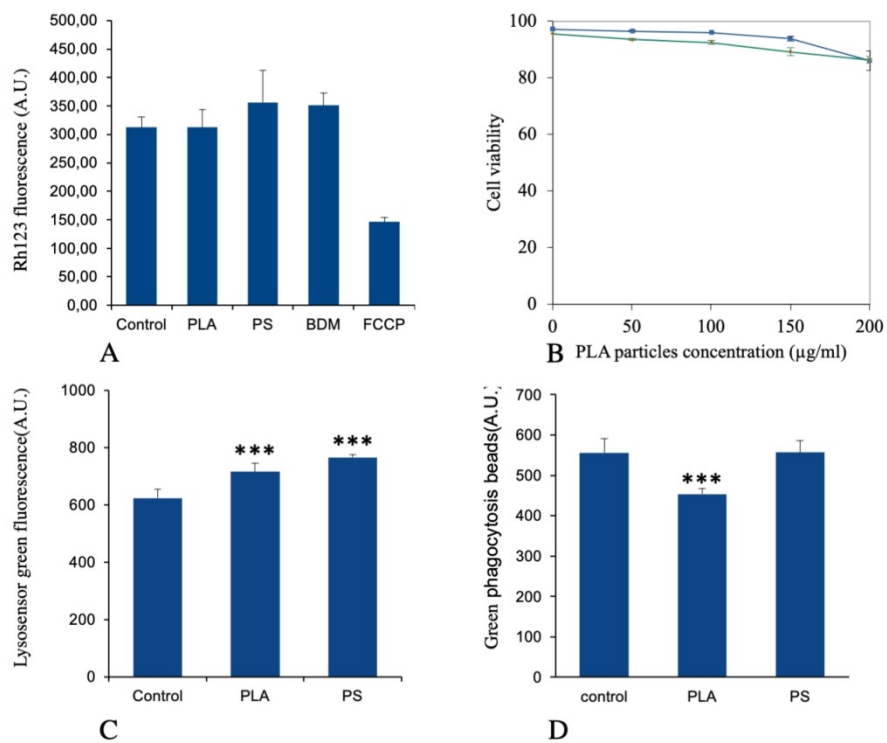 500,00
450,00
400,00
350,00
300,00
250,00
200,00
150,00
100,00
50,00
0,00
Rh123 fluorescence (A.U.)
Control PLA PS BDM FCCP
A
100
80
60
40
20
0
Cell viability
0 50 100 150 200
PLA particles concentration (µg/ml)
B
1000
800
600
400
200
0
Lysosensor green fluorescence(A.U.)
*** ***
Control PLA PS
C
700
600
500
400
300
200
100
0
Green phagocytosis beads(A.U.)
***
control PLA PS
D